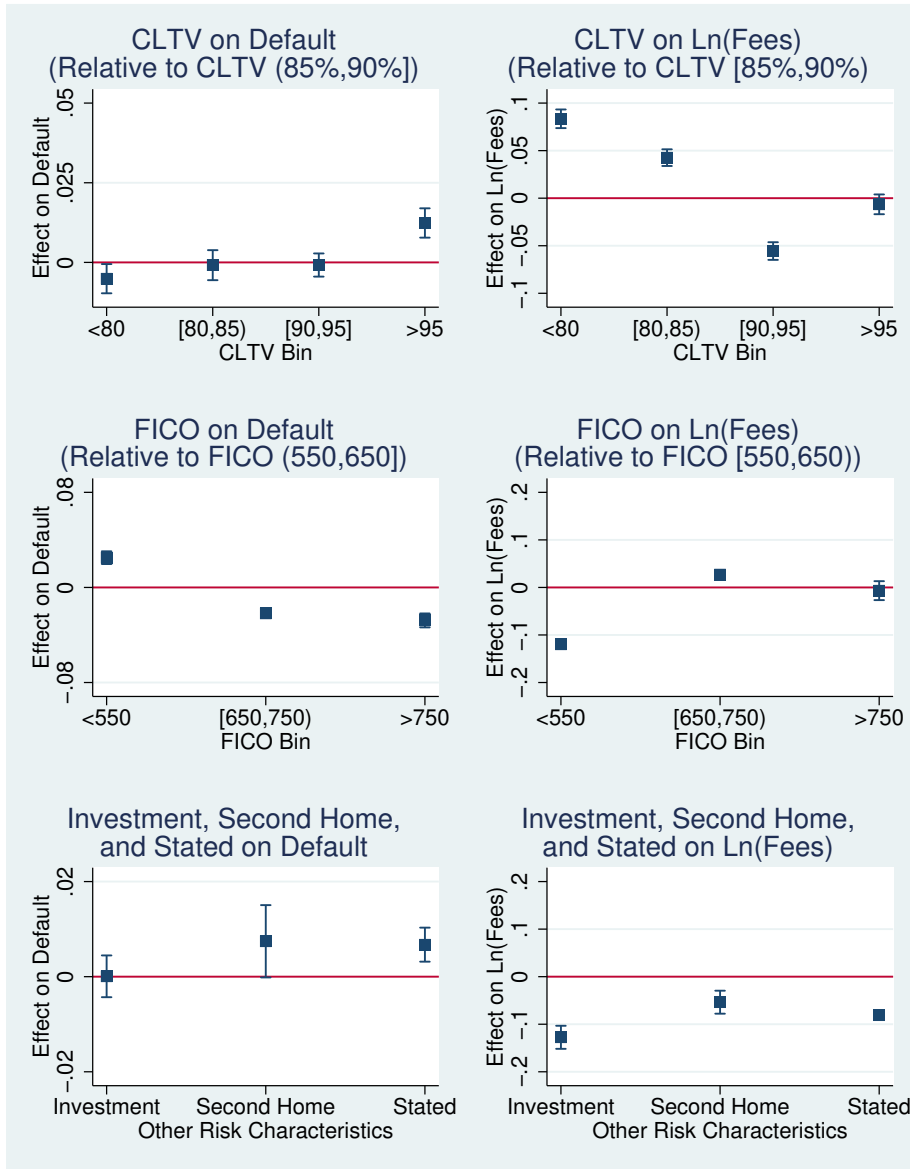 CLTV on Default
(Relative to CLTV (85%,90%])
Effect on Default
.05
.025
0
<80 [80,85) [90,95] >95
CLTV Bin
CLTV on Ln(Fees)
(Relative to CLTV [85%,90%)
Effect on Ln(Fees)
.1
.05
0
-.05
-.1
<80 [80,85) [90,95] >95
CLTV Bin
FICO on Default
(Relative to FICO (550,650])
Effect on Default
.08
0
-.08
<550 [650,750) >750
FICO Bin
FICO on Ln(Fees)
(Relative to FICO [550,650))
Effect on Ln(Fees)
.2
.1
0
-.1
-.2
<550 [650,750) >750
FICO Bin
Investment, Second Home,
and Stated on Default
Effect on Default
.02
0
-.02
Investment Second Home Stated
Other Risk Characteristics
Investment, Second Home,
and Stated on Ln(Fees)
Effect on Ln(Fees)
.2
.1
0
-.1
-.2
Investment Second Home Stated
Other Risk Characteristics